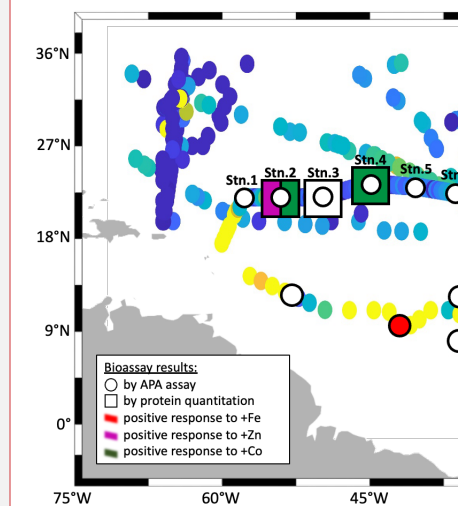 36°N
27°N
Stn.4
Stn.1 Stn.2 Stn.3 Stn.5
18°N
9°N
Bioassay results:
by APA assay
by protein quantitation
positive response to +Fe
positive response to +Zn
positive response to +Co
0°
75°W 60°W 45°W